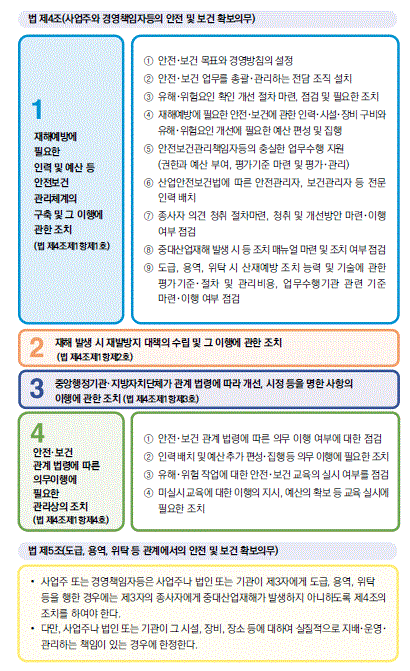 법 제4조(사업주와 경영책임자등의 안전 및 보건 확보의무)
1
재해예방에
필요한
인력 및 예산 등
안전보건
관리체계의
구축 및 그 이행에
관한 조치
(법 제4조제1항제1호)
① 안전·보건 목표와 경영방침의 설정
② 안전·보건 업무를 총괄·관리하는 전담 조직 설치
③ 유해·위험요인 확인 개선 절차 마련, 점검 및 필요한 조치
④ 재해예방에 필요한 안전·보건에 관한 인력·시설·장비 구비와
유해·위험요인 개선에 필요한 예산 편성 및 집행
⑤ 안전보건관리책임자등의 충실한 업무수행 지원
(권한과 예산 부여, 평가기준 마련 및 평가·관리)
⑥ 산업안전보건법에 따른 안전관리자, 보건관리자 등 전문
인력 배치
⑦ 종사자 의견 청취 절차마련, 청취 및 개선방안 마련·이행
여부 점검
⑧ 중대산업재해 발생 시 등 조치 매뉴얼 마련 및 조치 여부 점검
⑨ 도급, 용역, 위탁 시 산재예방 조치 능력 및 기술에 관한
평가기준·절차 및 관리비용, 업무수행기관 관련 기준
마련·이행 여부 점검
2
재해 발생 시 재발방지 대책의 수립 및 그 이행에 관한 조치
(법 제4조제1항제2호)
3
중앙행정기관·지방자치단체가 관계 법령에 따라 개선, 시정 등을 명한 사항의
이행에 관한 조치 (법 제4조제1항제3호)
4
안전·보건
관계 법령에 따른
의무이행에
필요한
관리상의 조치
(법 제4조제1항제4호)
① 안전·보건 관계 법령에 따른 의무 이행 여부에 대한 점검
② 인력 배치 및 예산 추가 편성·집행 등 의무 이행에 필요한 조치
③ 유해·위험 작업에 대한 안전·보건 교육의 실시 여부를 점검
④ 미실시 교육에 대한 이행의 지시, 예산의 확보 등 교육 실시에
필요한 조치
법 제5조(도급, 용역, 위탁 등 관계에서의 안전 및 보건 확보의무)
• 사업주 또는 경영책임자등은 사업주나 법인 또는 기관이 제3자에게 도급, 용역, 위탁
등을 행한 경우에는 제3자의 종사자에게 중대산업재해가 발생하지 아니하도록 제4조의
조치를 하여야 한다.
• 다만, 사업주나 법인 또는 기관이 그 시설, 장비, 장소 등에 대하여 실질적으로 지배·운영·
관리하는 책임이 있는 경우에 한정한다.